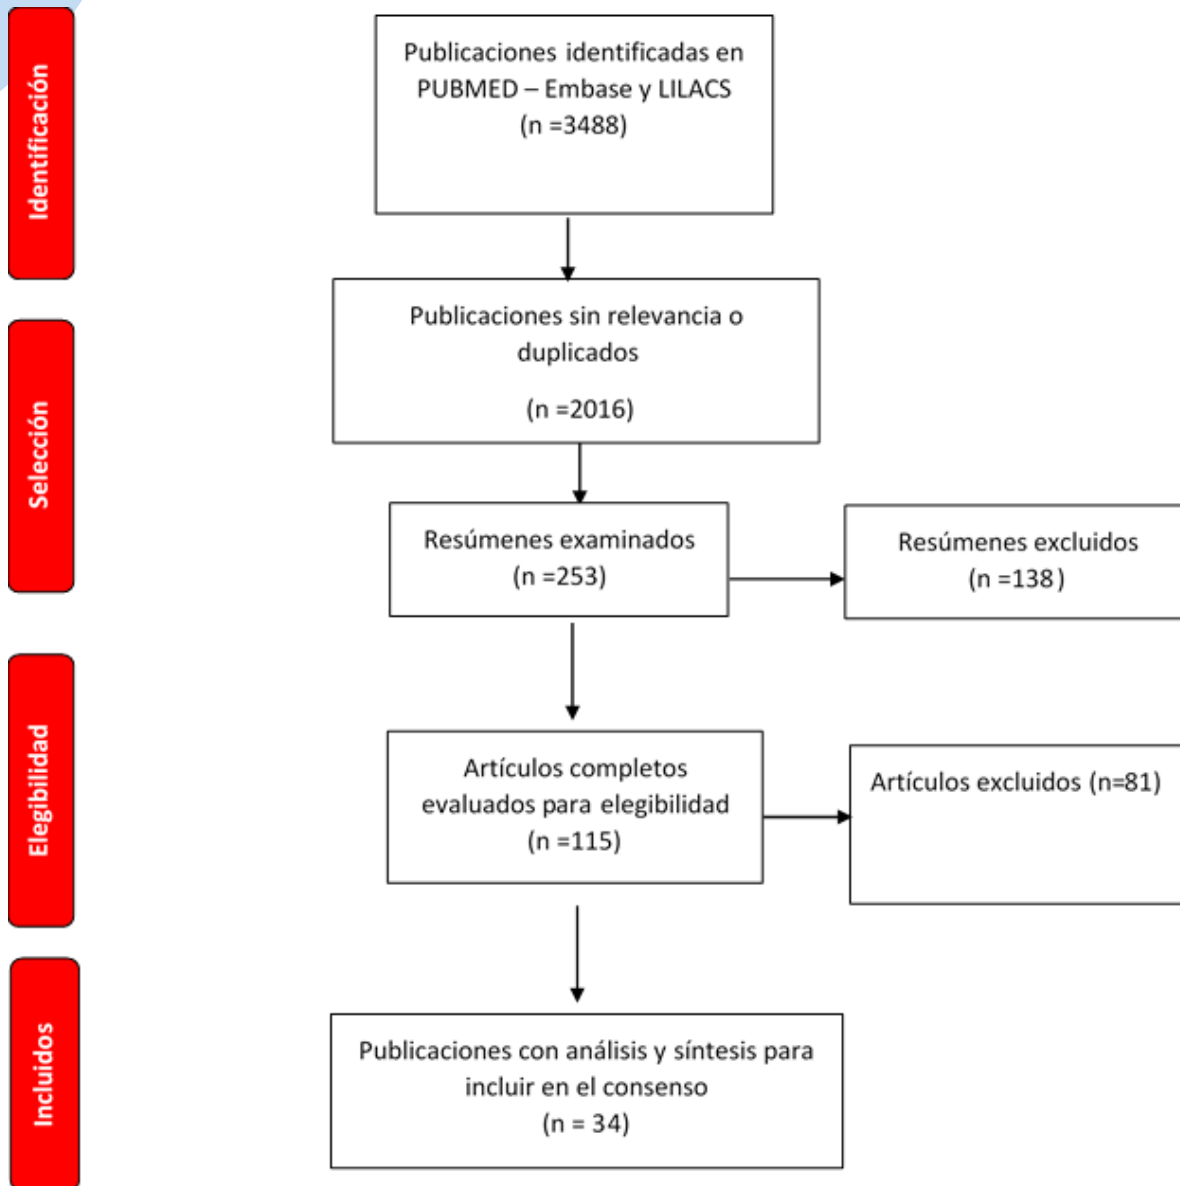 Identificación
Publicaciones identificadas en
PUBMED – Embase y LILACS
(n =3488)
Selección
Publicaciones sin relevancia o
duplicados
(n =2016)
Resúmenes examinados
(n =253)
Resúmenes excluidos
(n =138)
Elegibilidad
Artículos completos
evaluados para elegibilidad
(n =115)
Artículos excluidos (n=81)
Incluidos
Publicaciones con análisis y síntesis para
incluir en el consenso
(n = 34)